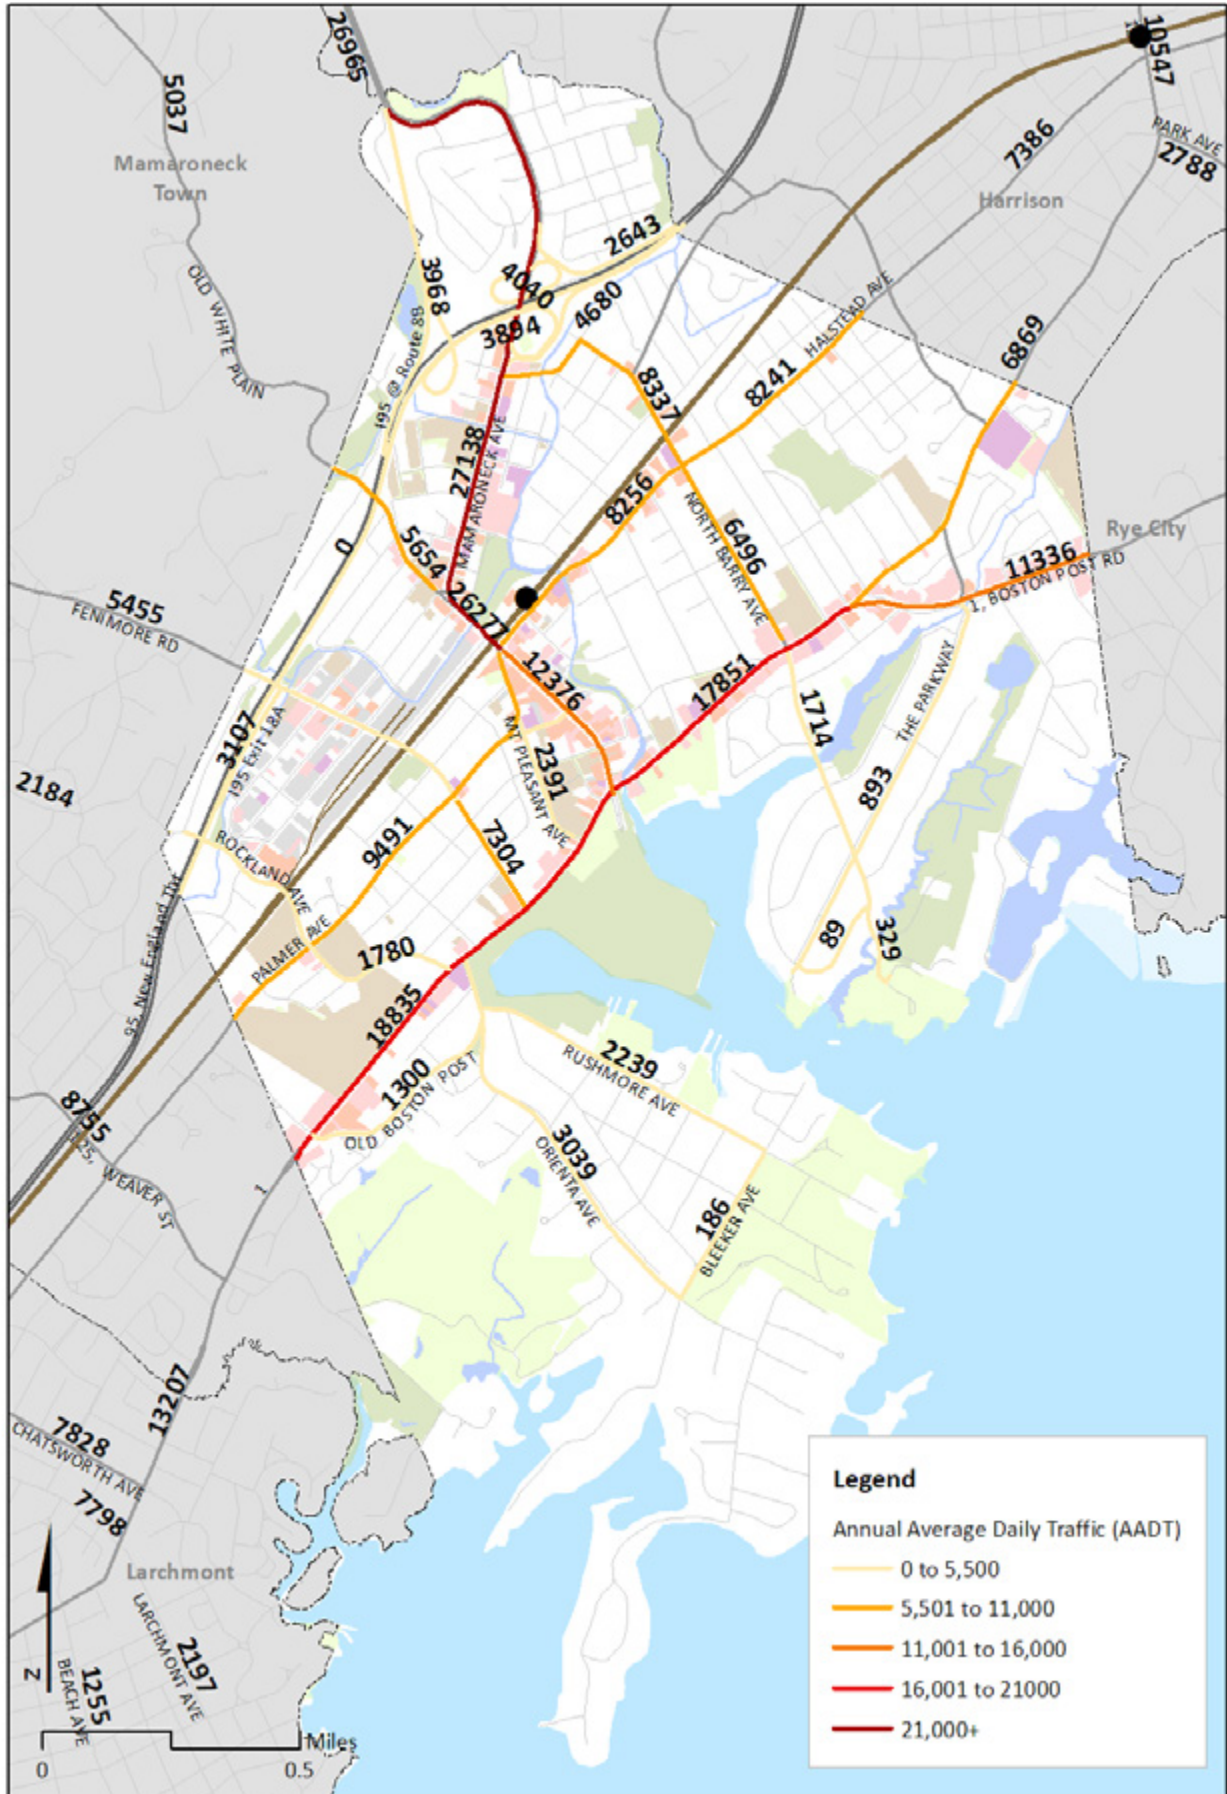 26965
10547
5037
7386
PARK AVE
2788
Mamaroneck
Town
Harrison
2643
3968
4040
4680
3894
OLD WHITE PLAIN
I95 @ Route 88
HALSTEAD AVE
6869
8241
8337
27138
MAMARONECK AVE
8256
NORTH BARRY AVE
6496
Rye City
0
5654
11336
1, BOSTON POST RD
5455
FENIMORE RD
26277
12376
17851
THE PARKWAY
1714
3107
I95 Exit 18A
MT PLEASANT AVE
2391
893
2184
ROCKLAND AVE
9491
7304
89
329
PALMER AVE
1780
95, New England Thr
18835
2239
RUSHMORE AVE
1300
OLD BOSTON POST
8755
125, WEAVER ST
3039
ORIENTA AVE
1
186
BLEEKER AVE
13207
7828
CHATSWORTH AVE
7798
Larchmont
LARCHMONT AVE
2197
1255
BEACH AVE
N
Miles
0
0.5
Legend
Annual Average Daily Traffic (AADT)
0 to 5,500
5,501 to 11,000
11,001 to 16,000
16,001 to 21000
21,000+